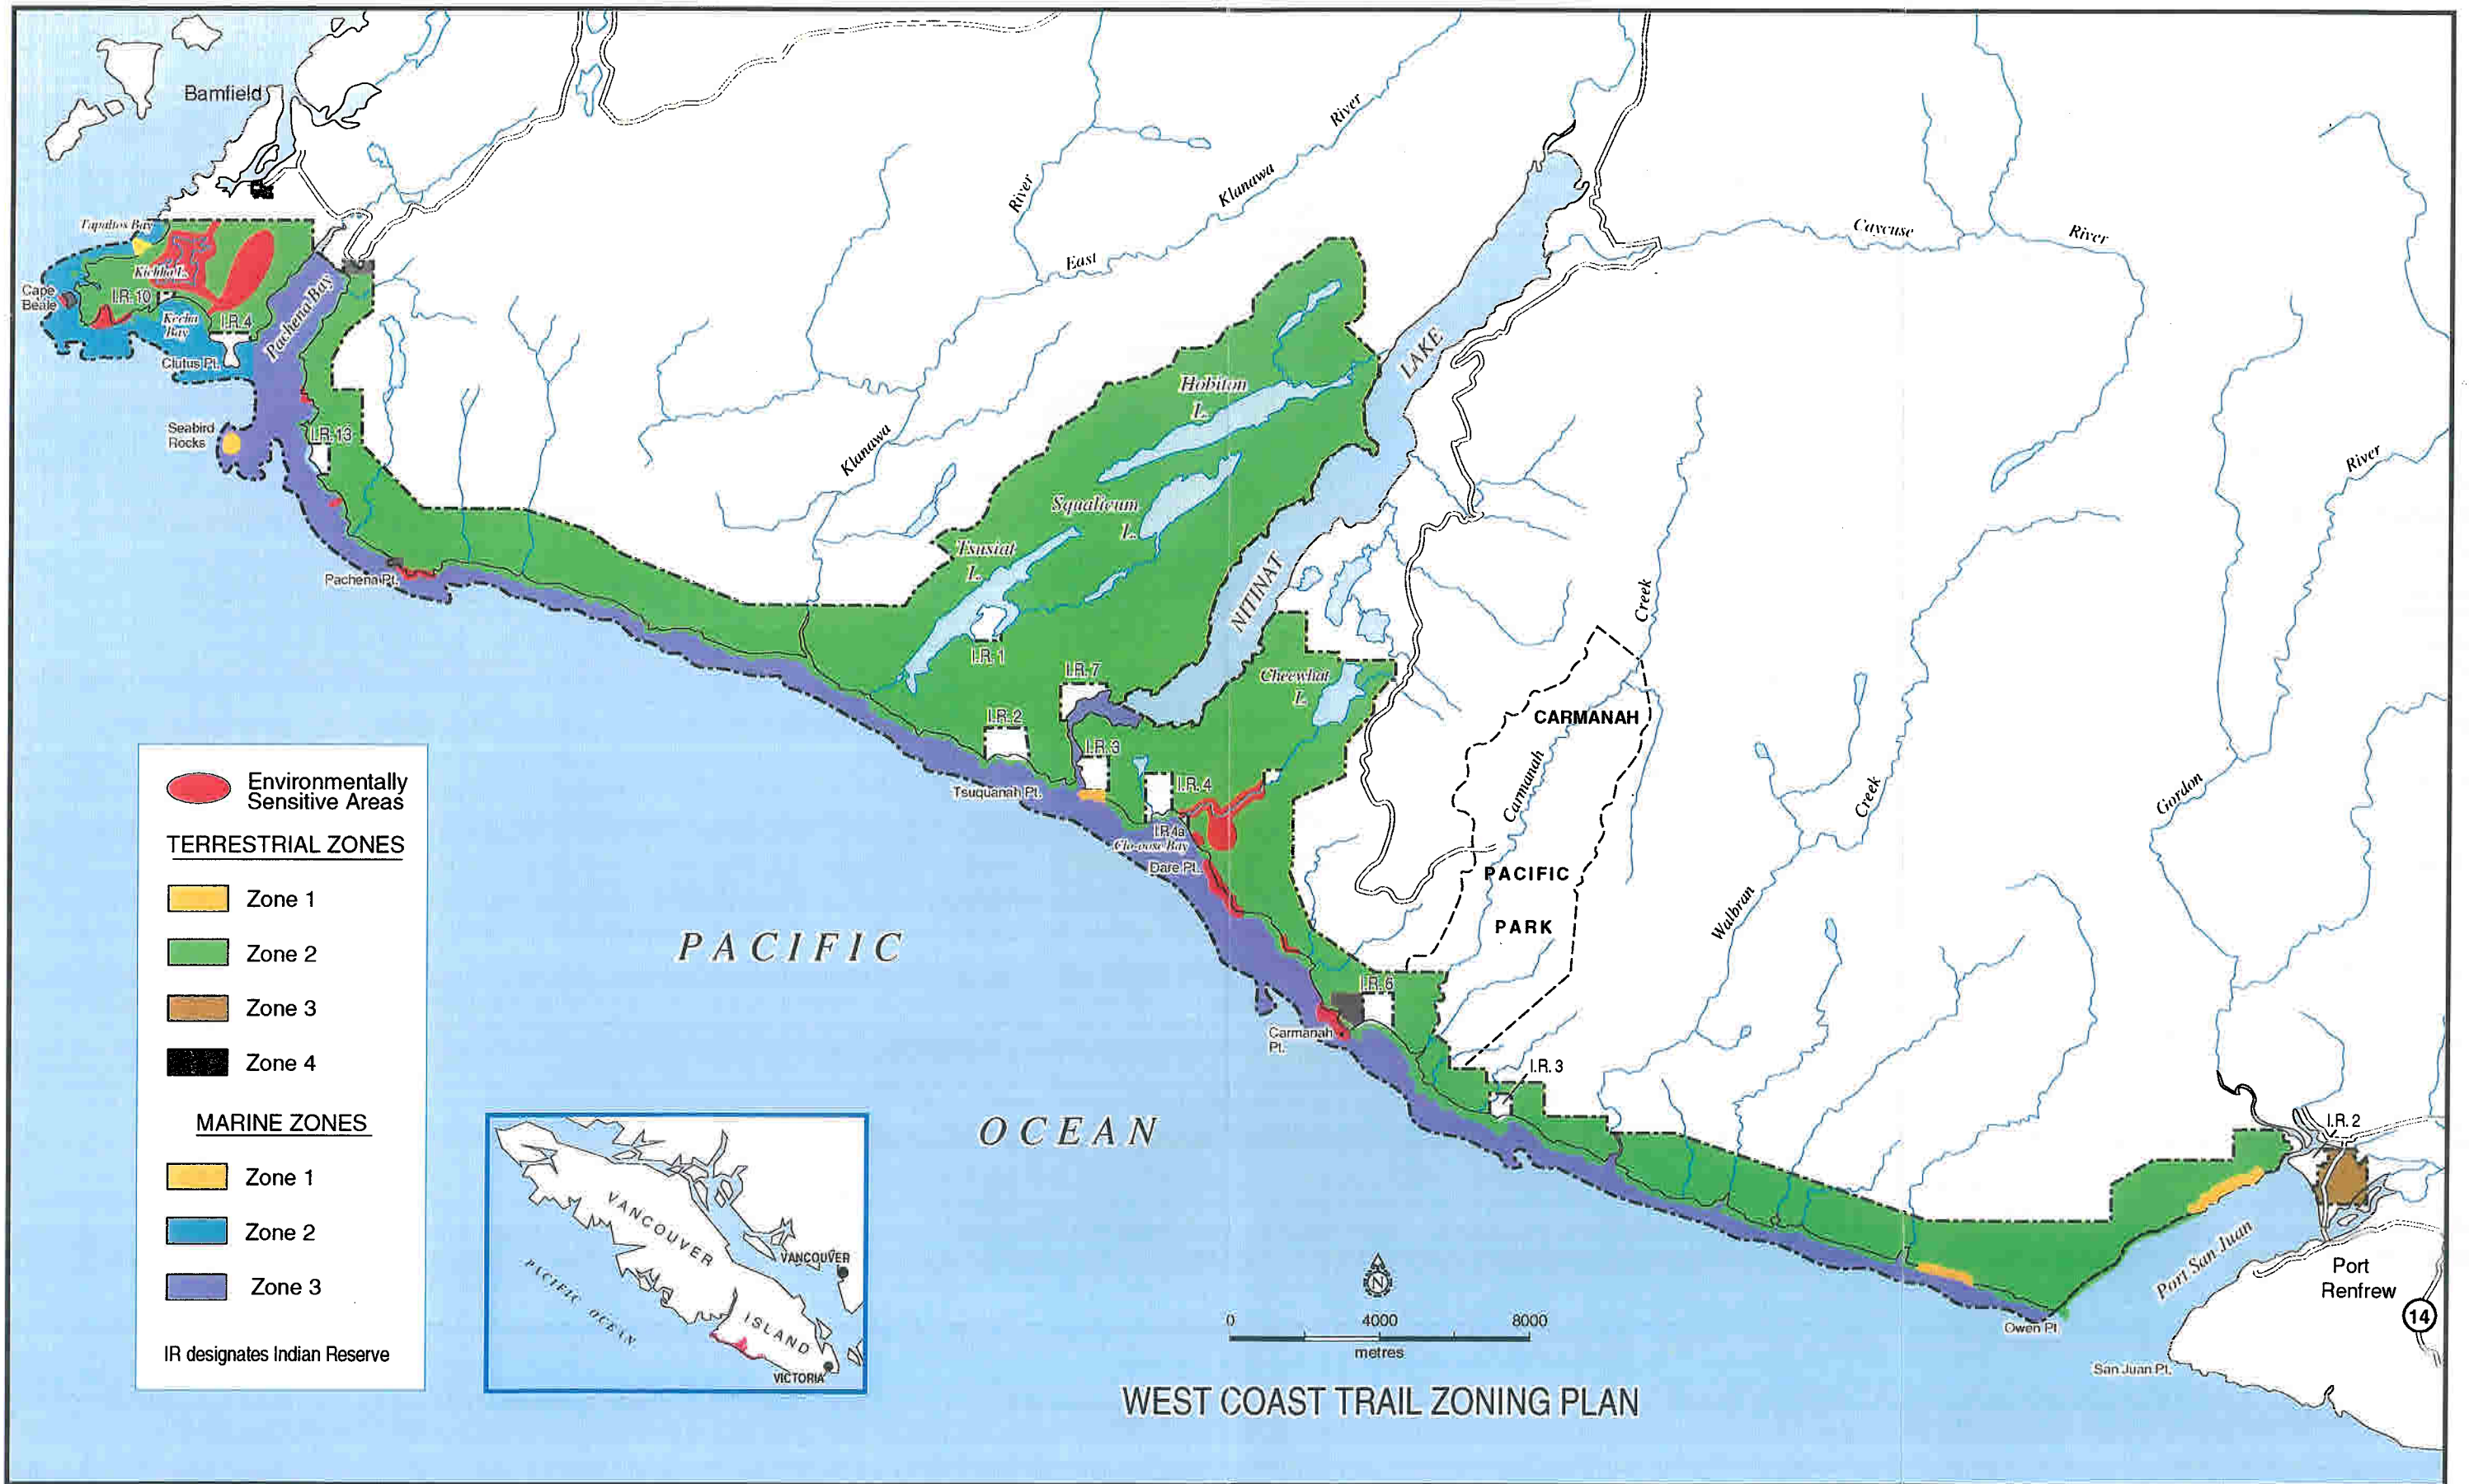 Bamfield
River
Klanawa
River
East
Caycuse
River
Tapaltos Bay
Kichha L.
Cape
Beale
I.R. 10
Keeha
Bay
I.R. 4
Pachena Bay
Clutus Pt.
Seabird
Rocks
I.R. 13
Pachena Pt.
Klanawa
Hobiton
L.
Squalicum
L.
Tsusiat
L.
I.R. 1
NITINAT
LAKE
I.R. 7
I.R. 2
I.R. 3
Tsuquanah Pt.
Cheewhat
L.
I.R. 4
I.R. 4a
Clo-oose Bay
Dare Pt.
Creek
CARMANAH
Carmanah
PACIFIC
PARK
Walbran
Creek
Gordon
River
I.R. 6
Carmanah
Pt.
I.R. 3
I.R. 2
Port San Juan
Port
Renfrew
14
Owen Pt.
San Juan Pt.
PACIFIC
OCEAN
Environmentally
Sensitive Areas
TERRESTRIAL ZONES
Zone 1
Zone 2
Zone 3
Zone 4
MARINE ZONES
Zone 1
Zone 2
Zone 3
IR designates Indian Reserve
VANCOUVER
ISLAND
VANCOUVER
PACIFIC OCEAN
VICTORIA
N
0 4000 8000
metres
WEST COAST TRAIL ZONING PLAN